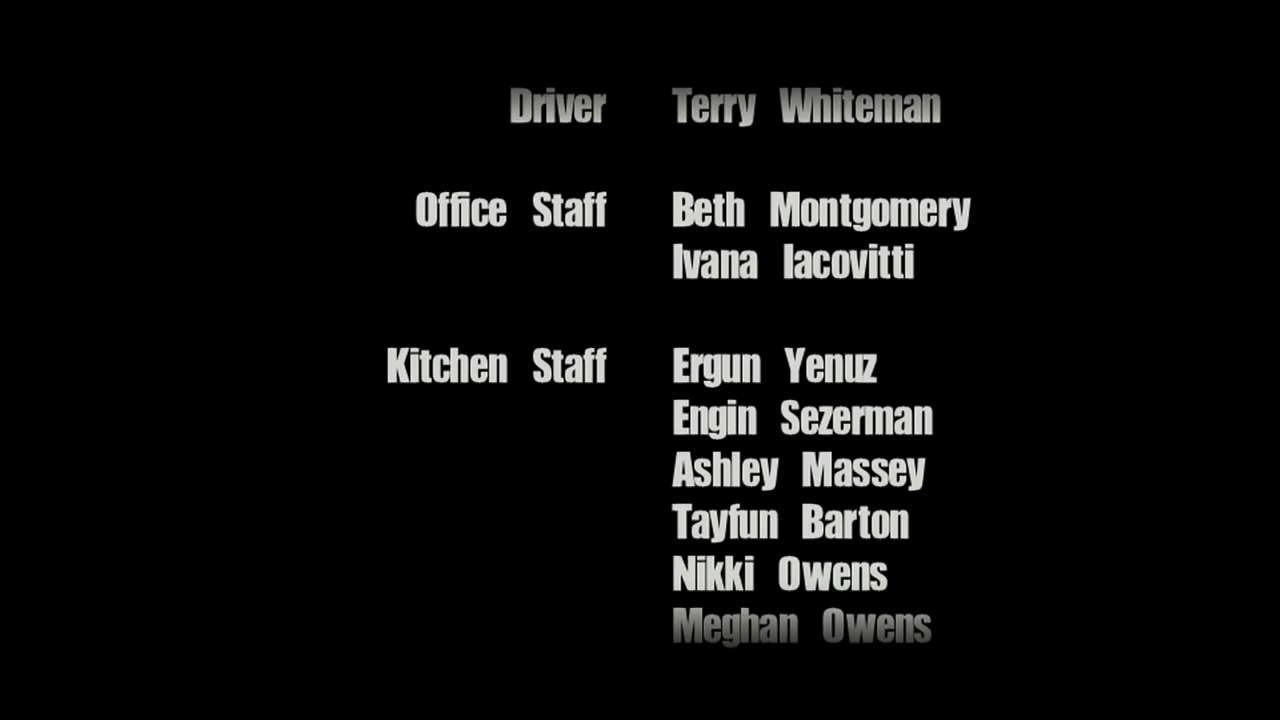 Driver Terry Whiteman
Office Staff Beth Montgomery
Ivana Iacovitti
Kitchen Staff Ergun Yenuz
Engin Sezerman
Ashley Massey
Tayfun Barton
Nikki Owens
Meghan Owens